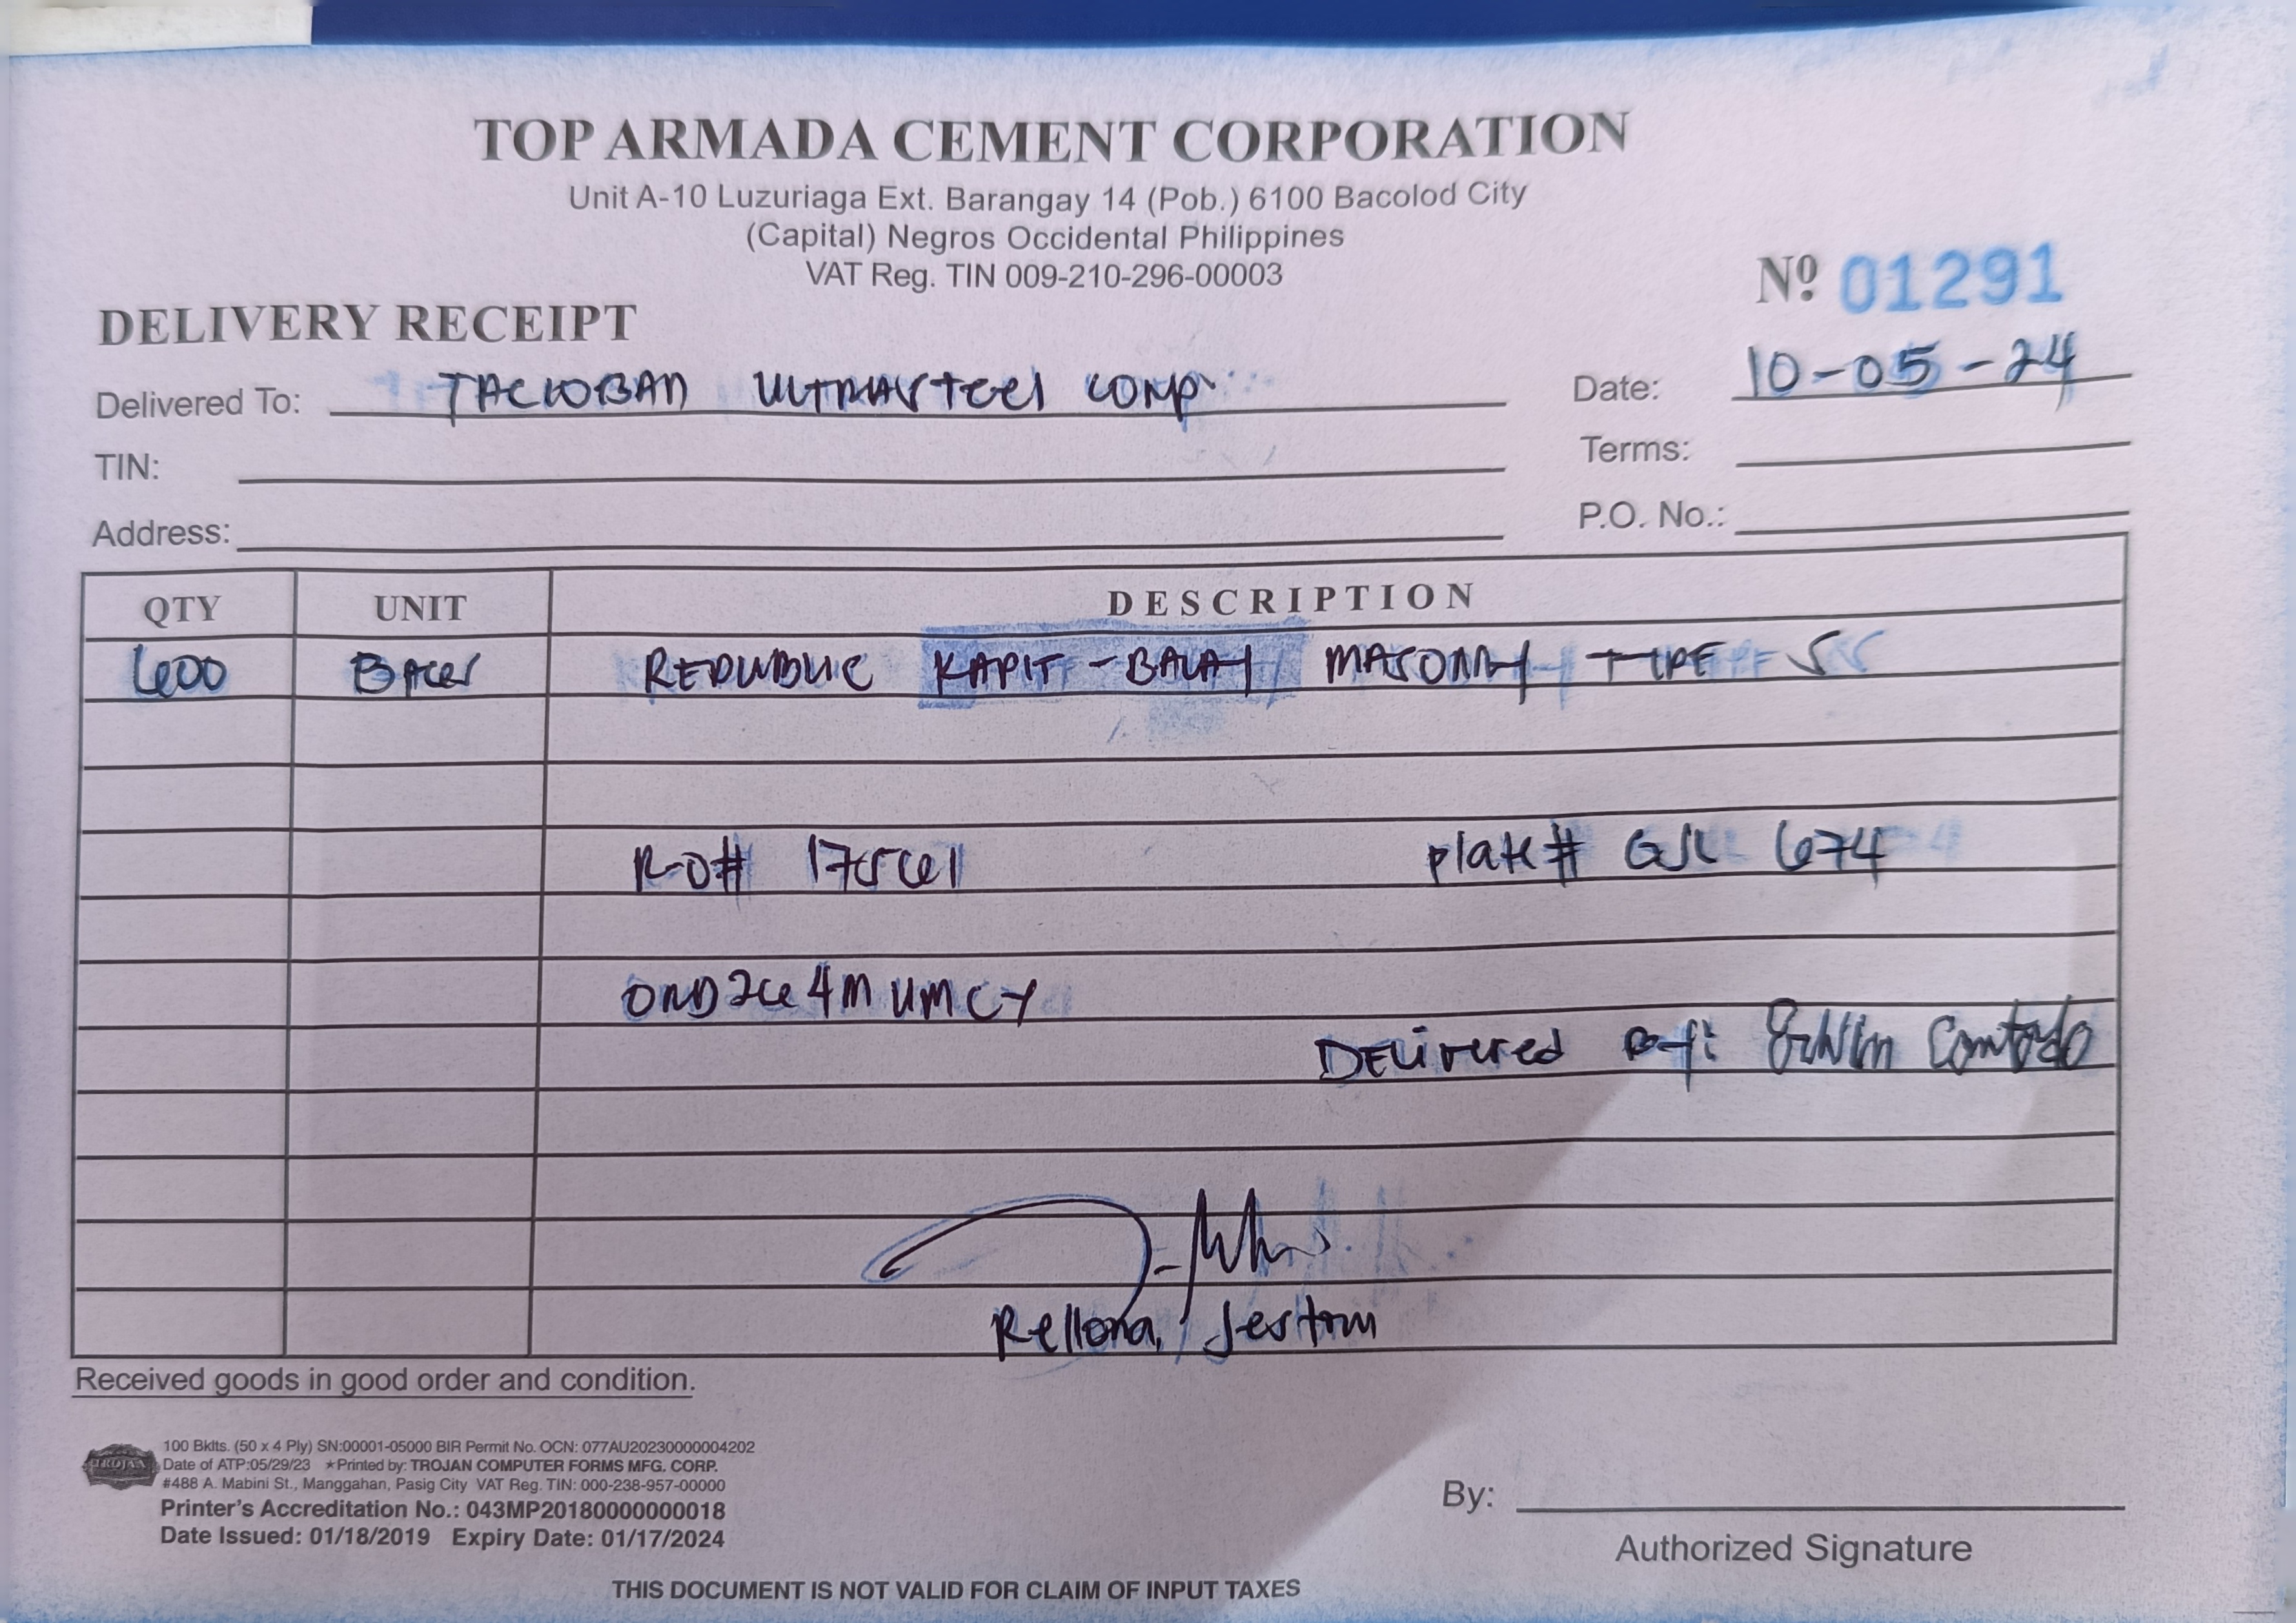 TOP ARMADA CEMENT CORPORATION
Unit A-10 Luzuriaga Ext. Barangay 14 (Pob.) 6100 Bacolod City
(Capital) Negros Occidental Philippines
VAT Reg. TIN 009-210-296-00003
Nº 01291
DELIVERY RECEIPT
Delivered To: TACLOBAN ULTRASTEEL CORP Date: 10-05-24
TIN: Terms:
Address: P.O. No.:
QTY UNIT DESCRIPTION
600 BAGS REPUBLIC KAPIT-BALAY MASONRY TYPE S
R-O# plate# 674
DELivered By:
Rellona, Jestom
Received goods in good order and condition.
TROJAN
100 Bklts. (50 x 4 Ply) SN:00001-05000 BIR Permit No. OCN: 077AU20230000004202
Date of ATP:05/29/23 ★Printed by: TROJAN COMPUTER FORMS MFG. CORP.
#488 A. Mabini St., Manggahan, Pasig City VAT Reg. TIN: 000-238-957-00000
Printer's Accreditation No.: 043MP20180000000018
Date Issued: 01/18/2019 Expiry Date: 01/17/2024
By:
Authorized Signature
THIS DOCUMENT IS NOT VALID FOR CLAIM OF INPUT TAXES